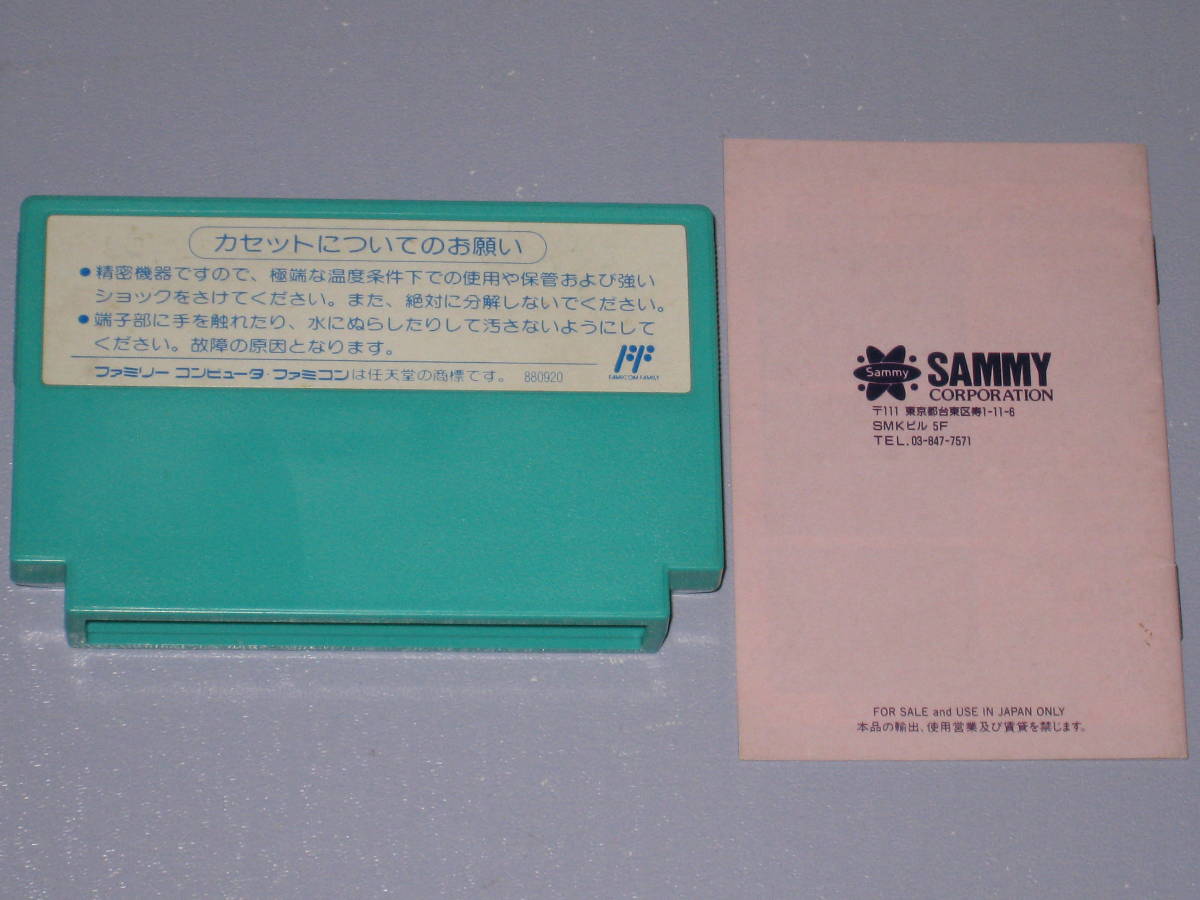 カセットについてのお願い
●精密機器ですので、極端な温度条件下での使用や保管および強い
ショックをさけてください。また、絶対に分解しないでください。
●端子部に手を触れたり、水にぬらしたりして汚さないようにして
ください。故障の原因となります。
FAMICOM FAMILY
ファミリー コンピュータ・ファミコンは任天堂の商標です。 880920
Sammy
SAMMY
CORPORATION
〒111 東京都台東区寿1-11-6
SMKビル 5F
TEL.03-847-7571
FOR SALE and USE IN JAPAN ONLY
本品の輸出、使用営業及び賃貸を禁じます。